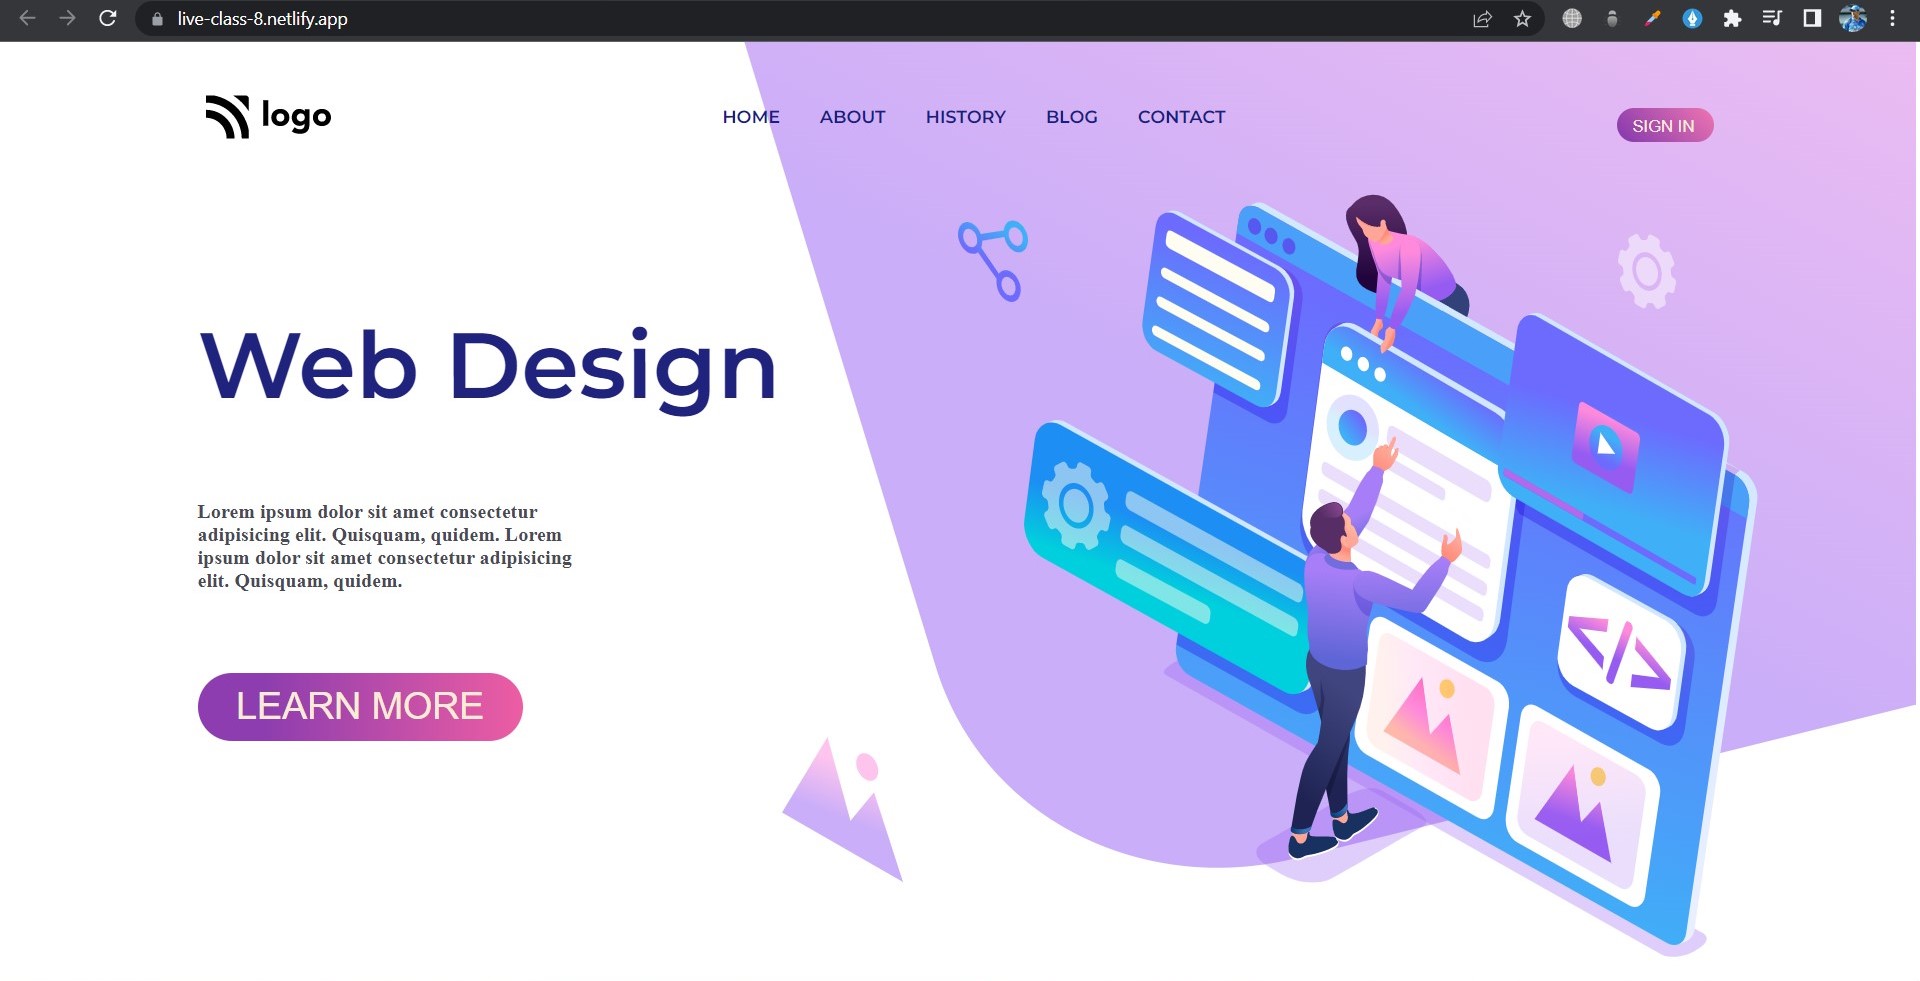 live-class-8.netlify.app
logo
HOME ABOUT HISTORY BLOG CONTACT
SIGN IN
Web Design
Lorem ipsum dolor sit amet consectetur
adipisicing elit. Quisquam, quidem. Lorem
ipsum dolor sit amet consectetur adipisicing
elit. Quisquam, quidem.
LEARN MORE
</>